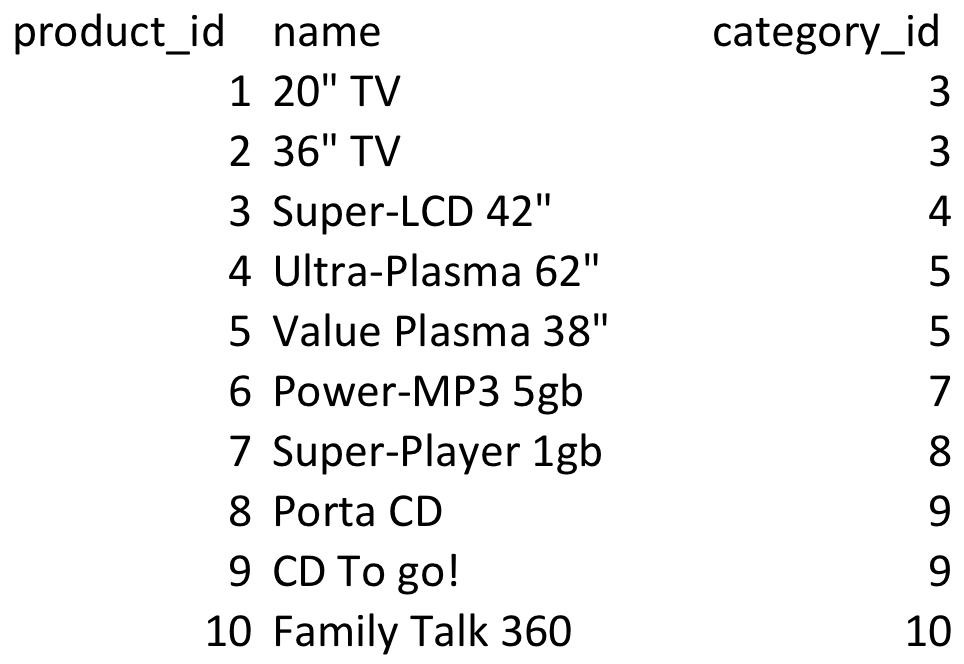 product_id name category_id
1 20" TV 3
2 36" TV 3
3 Super-LCD 42" 4
4 Ultra-Plasma 62" 5
5 Value Plasma 38" 5
6 Power-MP3 5gb 7
7 Super-Player 1gb 8
8 Porta CD 9
9 CD To go! 9
10 Family Talk 360 10